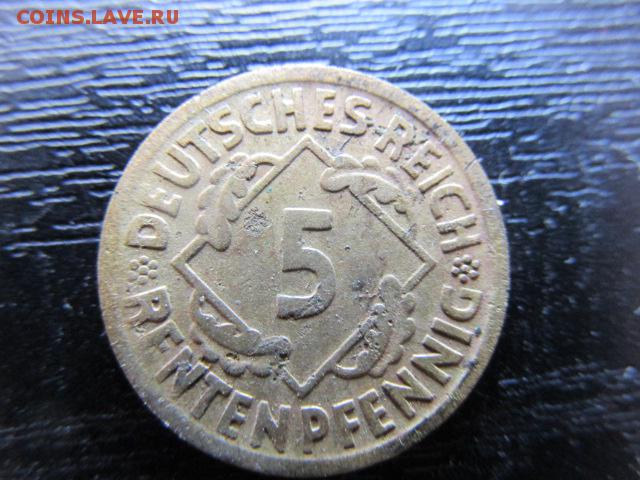 COINS.LAVE.RU
DEUTSCHES·REICH
5
RENTENPFENNIG